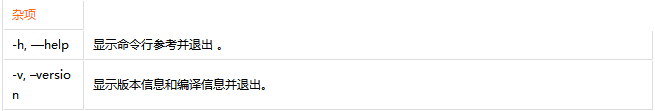 杂项
-h, —help 显示命令行参考并退出 。
-v, –versio
n 显示版本信息和编译信息并退出。